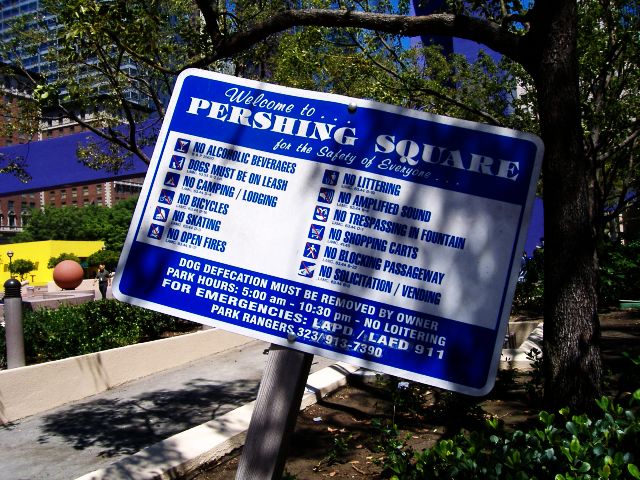 Welcome to...
PERSHING SQUARE
for the Safety of Everyone...
NO ALCOHOLIC BEVERAGES
DOGS MUST BE ON LEASH
NO CAMPING / LODGING
NO BICYCLES
NO SKATING
NO OPEN FIRES
NO LITTERING
NO AMPLIFIED SOUND
NO TRESPASSING IN FOUNTAIN
NO SHOPPING CARTS
NO BLOCKING PASSAGEWAY
NO SOLICITATION / VENDING
DOG DEFECATION MUST BE REMOVED BY OWNER
PARK HOURS: 5:00 am - 10:30 pm - NO LOITERING
FOR EMERGENCIES: LAPD / LAFD 911
PARK RANGERS 323/913-7390